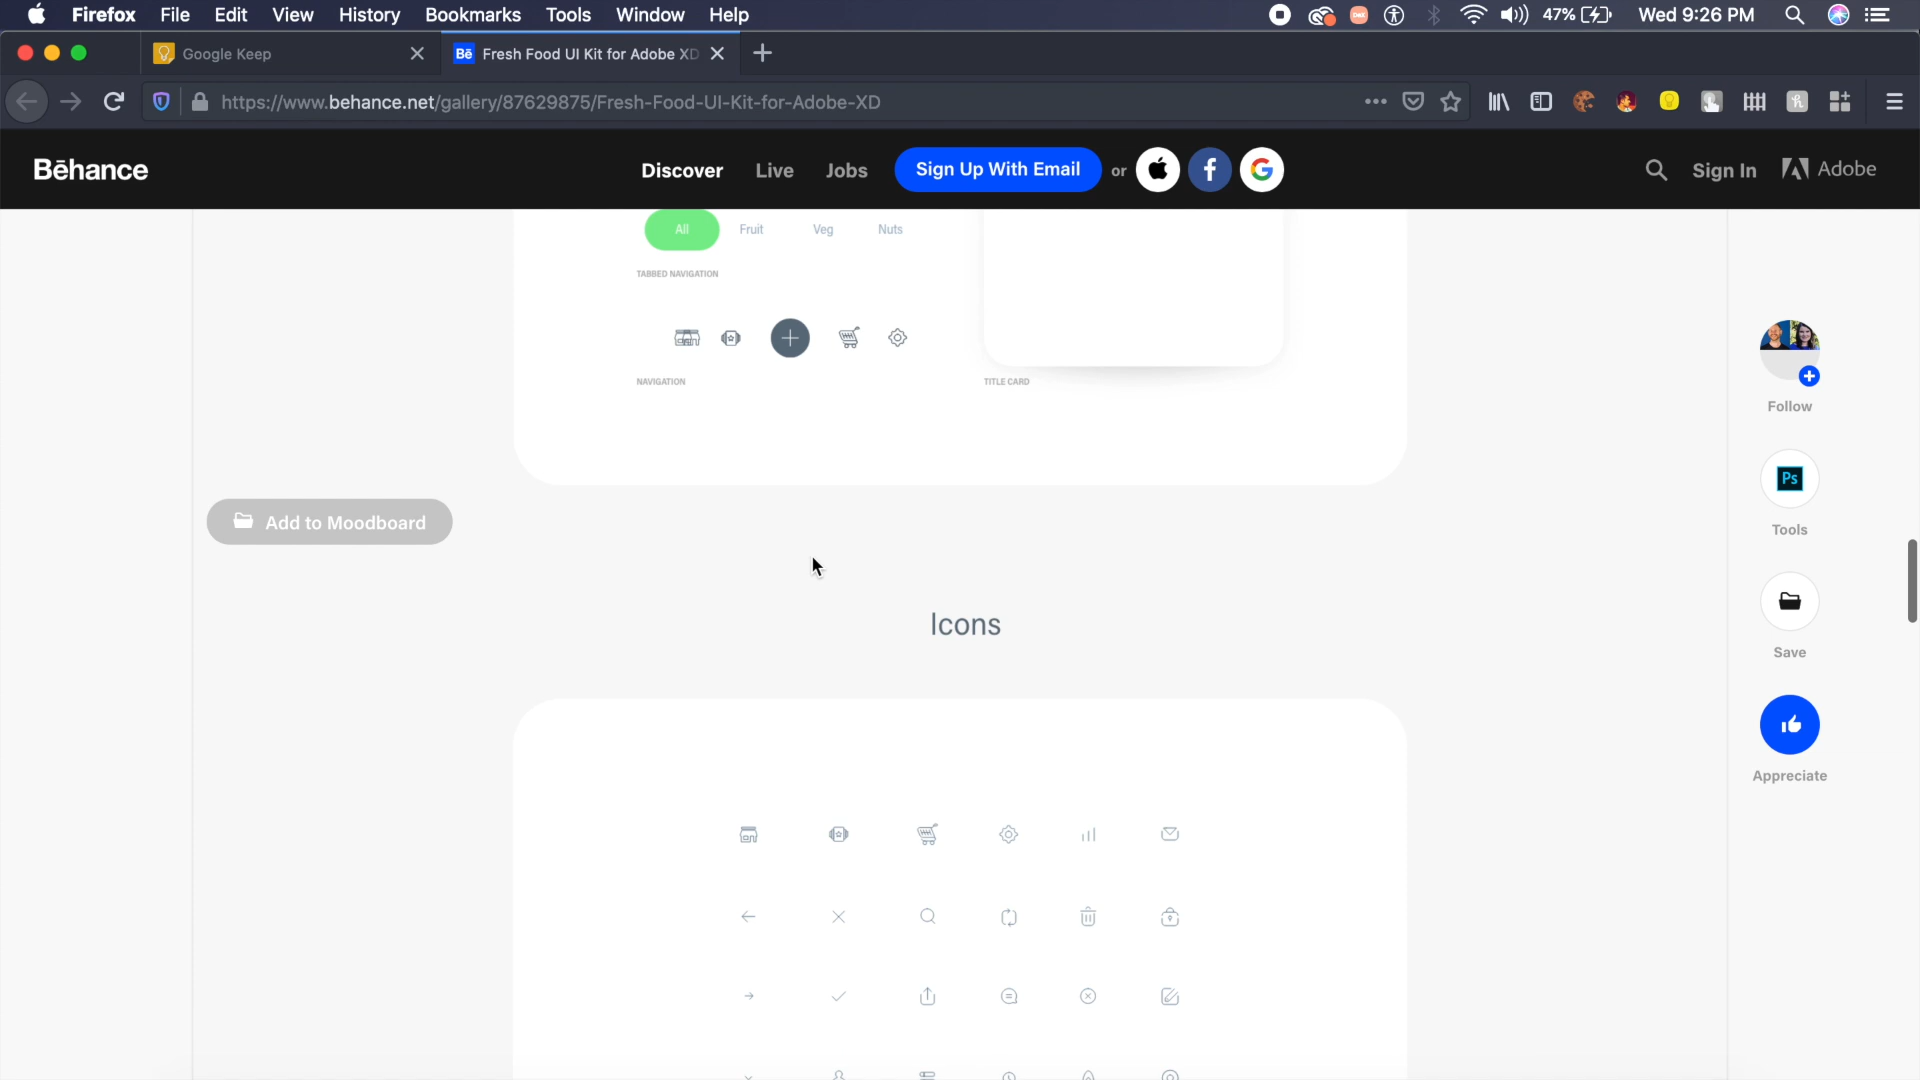 Firefox File Edit View History Bookmarks Tools Window Help
47% Wed 9:26 PM
Google Keep
Bē Fresh Food UI Kit for Adobe XD
https://www.behance.net/gallery/87629875/Fresh-Food-UI-Kit-for-Adobe-XD
Bēhance
Discover Live Jobs Sign Up With Email or
Sign In Adobe
All Fruit Veg Nuts
TABBED NAVIGATION
NAVIGATION
TITLE CARD
Follow
Ps
Tools
Add to Moodboard
Icons
Save
Appreciate